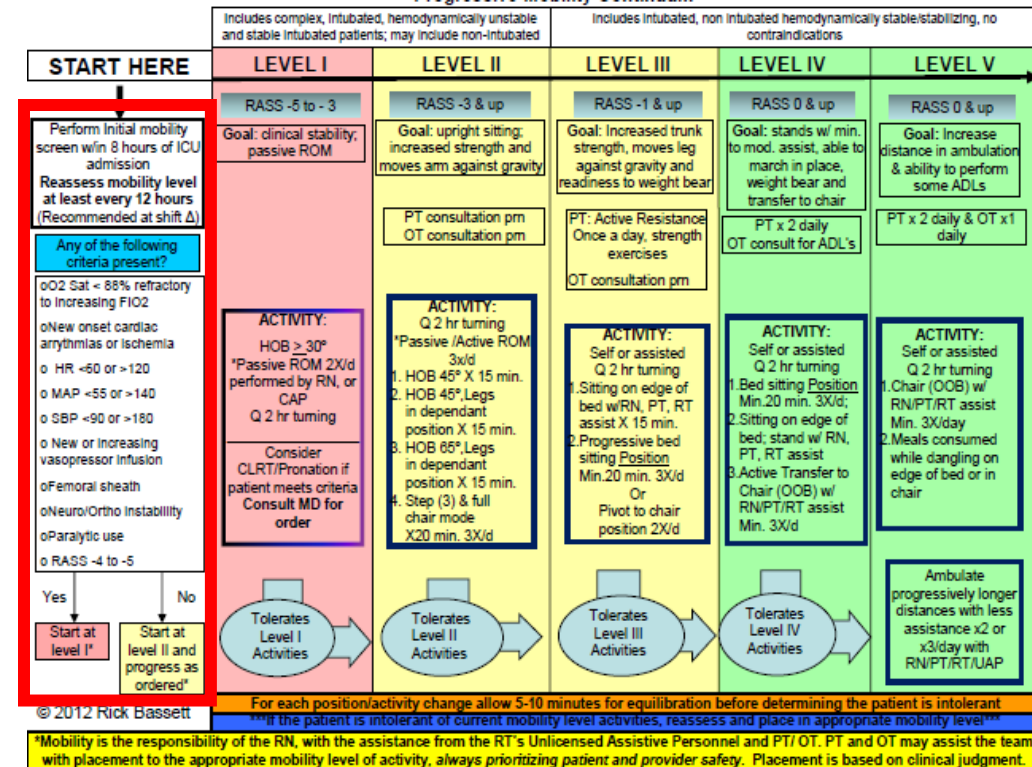 Progressive Mobility Continuum
Includes complex, intubated, hemodynamically unstable
and stable intubated patients; may include non-intubated
Includes intubated, non intubated hemodynamically stable/stabilizing, no
contraindications
START HERE
LEVEL I
LEVEL II
LEVEL III
LEVEL IV
LEVEL V
Perform Initial mobility
screen w/in 8 hours of ICU
admission
Reassess mobility level
at least every 12 hours
(Recommended at shift Δ)
Any of the following
criteria present?
oO2 Sat < 88% refractory
to increasing FIO2
oNew onset cardiac
arrythmias or ischemia
o HR <60 or >120
o MAP <55 or >140
o SBP <90 or >180
o New or Increasing
vasopressor infusion
oFemoral sheath
oNeuro/Ortho Instability
oParalytic use
o RASS -4 to -5
Yes
No
Start at
level I*
Start at
level II and
progress as
ordered*
© 2012 Rick Bassett
RASS -5 to - 3
Goal: clinical stability;
passive ROM
ACTIVITY:
HOB > 30º
*Passive ROM 2X/d
performed by RN, or
CAP
Q 2 hr turning
Consider
CLRT/Pronation if
patient meets criteria
Consult MD for
order
Tolerates
Level I
Activities
RASS -3 & up
Goal: upright sitting;
increased strength and
moves arm against gravity
PT consultation prn
OT consultation prn
ACTIVITY:
Q 2 hr turning
*Passive /Active ROM
3x/d
1. HOB 45º X 15 min.
2. HOB 45º,Legs
in dependant
position X 15 min.
3. HOB 65º,Legs
in dependant
position X 15 min.
4. Step (3) & full
chair mode
X20 min. 3X/d
Tolerates
Level II
Activities
RASS -1 & up
Goal: Increased trunk
strength, moves leg
against gravity and
readiness to weight bear
PT: Active Resistance
Once a day, strength
exercises
OT consultation prn
ACTIVITY:
Self or assisted
Q 2 hr turning
1.Sitting on edge of
bed w/RN, PT, RT
assist X 15 min.
2.Progressive bed
sitting Position
Min.20 min. 3X/d
Or
Pivot to chair
position 2X/d
Tolerates
Level III
Activities
RASS 0 & up
Goal: stands w/ min.
to mod. assist, able to
march in place,
weight bear and
transfer to chair
PT x 2 daily
OT consult for ADL's
ACTIVITY:
Self or assisted
Q 2 hr turning
1.Bed sitting Position
Min.20 min. 3X/d;
2.Sitting on edge of
bed; stand w/ RN,
PT, RT assist
3.Active Transfer to
Chair (OOB) w/
RN/PT/RT assist
Min. 3X/d
Tolerates
Level IV
Activities
RASS 0 & up
Goal: Increase
distance in ambulation
& ability to perform
some ADLs
PT x 2 daily & OT x1
daily
ACTIVITY:
Self or assisted
Q 2 hr turning
1.Chair (OOB) w/
RN/PT/RT assist
Min. 3X/day
2.Meals consumed
while dangling on
edge of bed or in
chair
Ambulate
progressively longer
distances with less
assistance x2 or
x3/day with
RN/PT/RT/UAP
For each position/activity change allow 5-10 minutes for equilibration before determining the patient is intolerant
***If the patient is intolerant of current mobility level activities, reassess and place in appropriate mobility level***
*Mobility is the responsibility of the RN, with the assistance from the RT's Unlicensed Assistive Personnel and PT/ OT. PT and OT may assist the team
with placement to the appropriate mobility level of activity, always prioritizing patient and provider safety. Placement is based on clinical judgment.